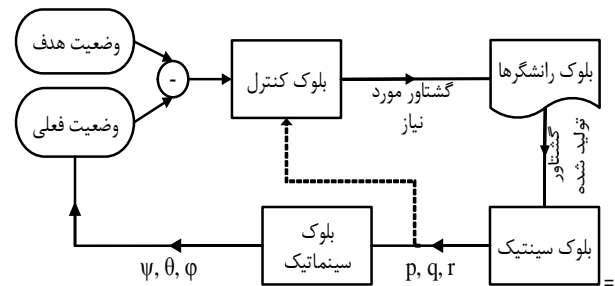 وضعیت هدف
وضعیت فعلی
-
بلوک کنترل
گشتاور مورد
نیاز
بلوک رانشگرها
گشتاور
تولید شده
بلوک سینتیک
p, q, r
بلوک
سینماتیک
ψ, θ, φ
=